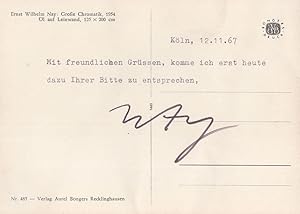 Ernst Wilhelm Nay: Große Chromatik, 1954
Öl auf Leinwand, 125 × 200 cm
Köln, 12.11.67
Mit freundlichen Grüssen, komme ich erst heute
dazu Ihrer Bitte zu entsprechen.
Nay
Nr. 487 — Verlag Aurel Bongers Recklinghausen